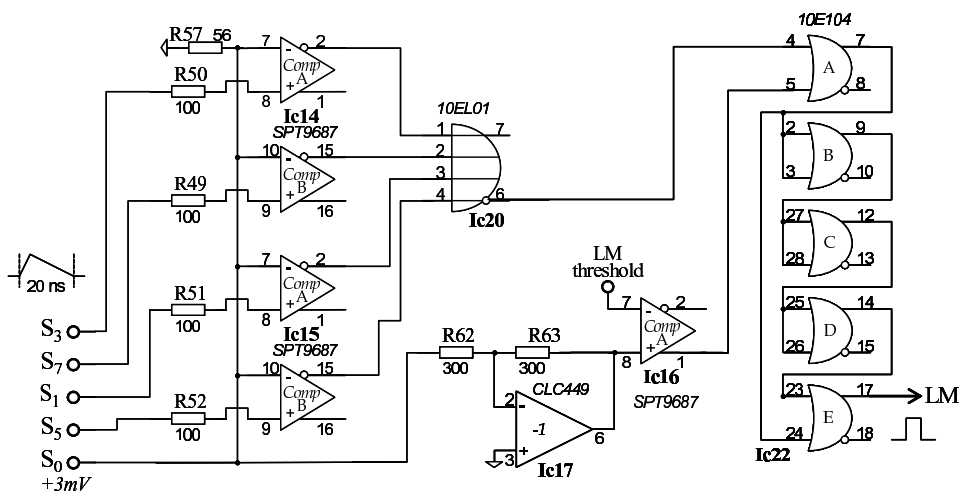 10E104
R57 56
7 2
Comp
A
- +
8 1
Ic14
SPT9687
R50
100
10EL01
1 7
2
3
4 6
Ic20
4 7
A
5 8
10 15
Comp
B
- +
9 16
R49
100
2 9
B
3 10
LM
threshold
27 12
C
28 13
20 ns
7 2
Comp
A
- +
8 1
Ic15
SPT9687
R51
100
7 2
Comp
A
+
8 1
Ic16
SPT9687
25 14
D
26 15
S3
S7
S1
S5
S0
+3mV
10 15
Comp
B
- +
9 16
R52
100
R62
300
R63
300
CLC449
2 -
-1
3 +
6
Ic17
23 17
E
24 18
Ic22
LM